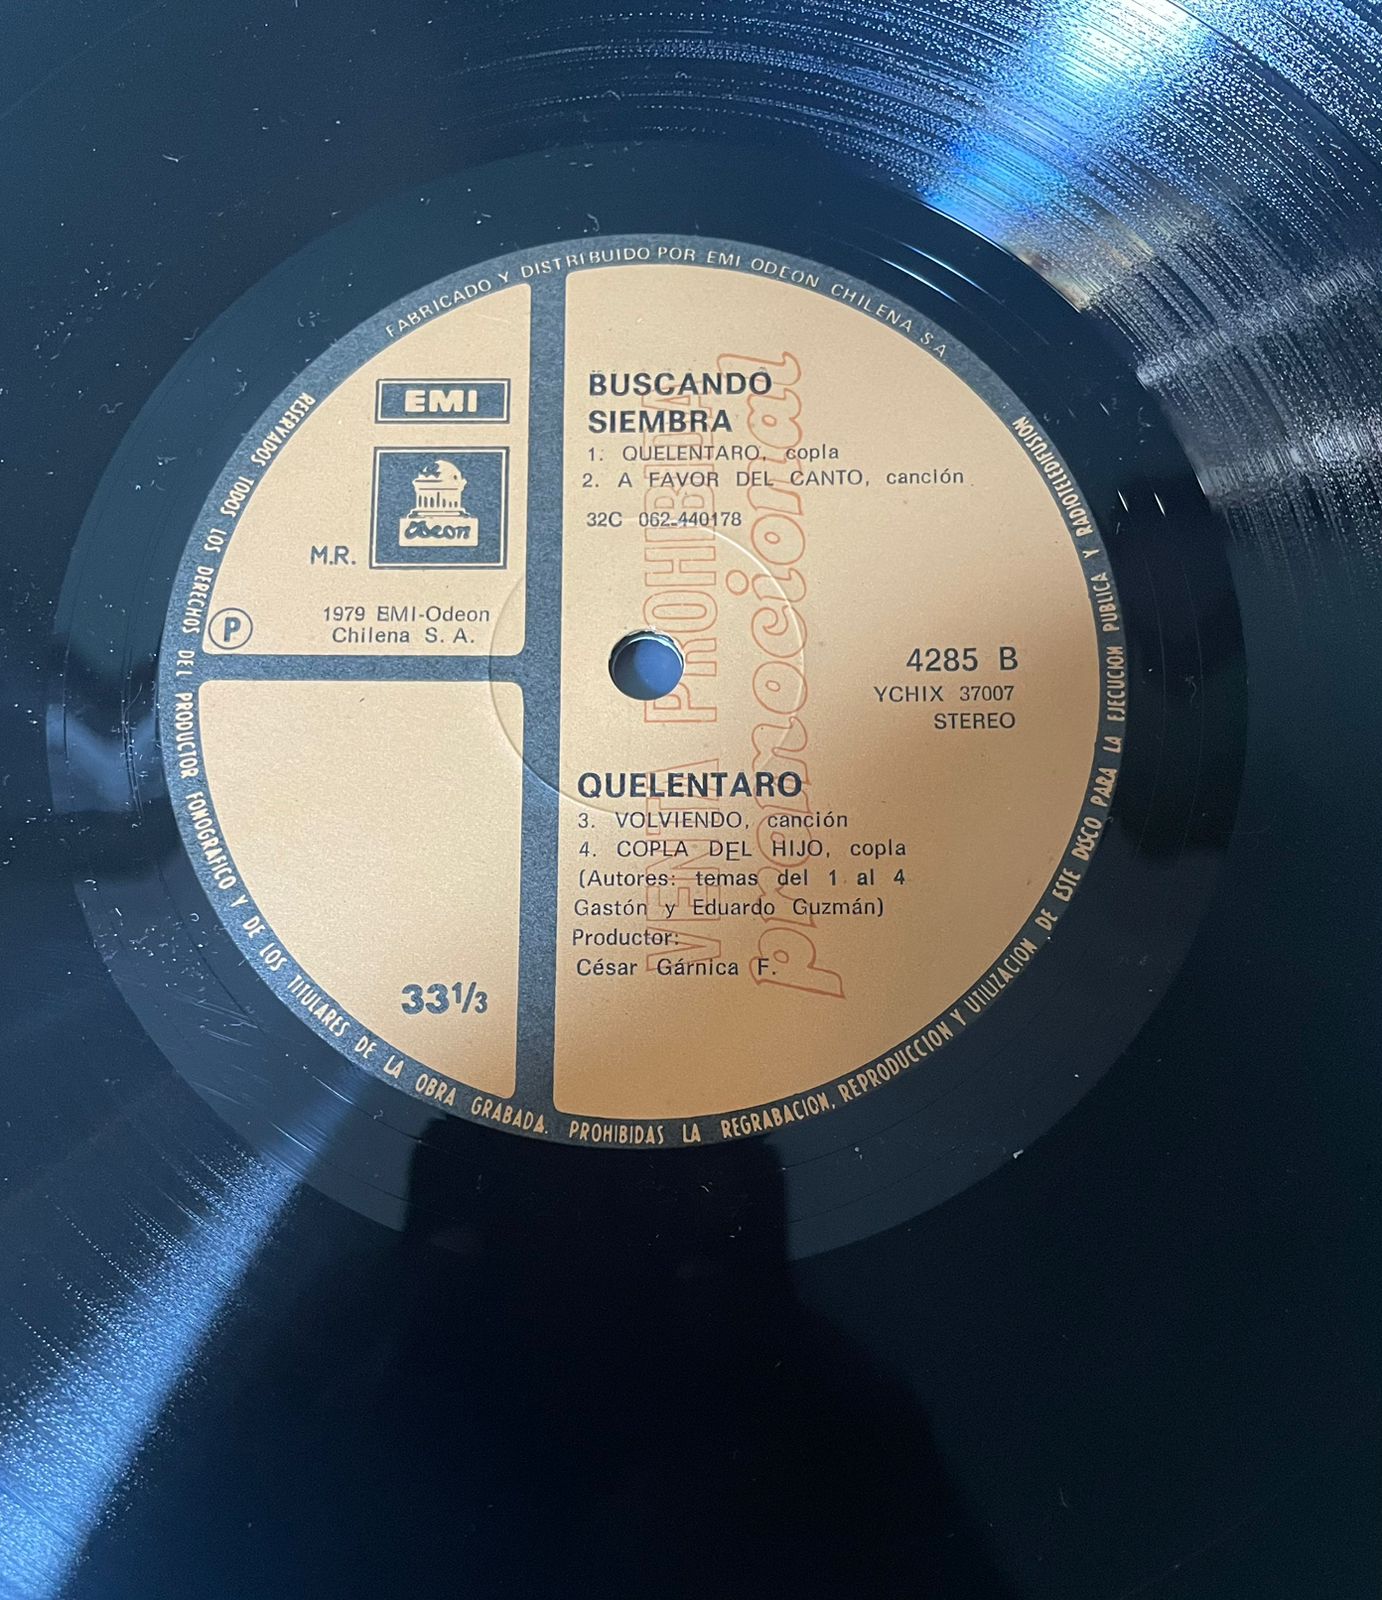 FABRICADO Y DISTRIBUIDO POR EMI ODEON CHILENA S.A.
EMI
Odeon
M.R.
1979 EMI-Odeon
Chilena S. A.
P
33 1/3
BUSCANDO
SIEMBRA
1. QUELENTARO, copla
2. A FAVOR DEL CANTO, canción
32C 062-440178
4285 B
YCHIX 37007
STEREO
QUELENTARO
3. VOLVIENDO, canción
4. COPLA DEL HIJO, copla
(Autores: temas del 1 al 4
Gastón y Eduardo Guzmán)
Productor:
César Gárnica F.
VENTA PROHIBIDA
promocional
RESERVADOS TODOS LOS DERECHOS DEL PRODUCTOR FONOGRAFICO Y DE LOS TITULARES DE LA OBRA GRABADA. PROHIBIDAS LA REGRABACION, REPRODUCCION Y UTILIZACION DE ESTE DISCO PARA LA EJECUCION PUBLICA Y RADIOTELEDIFUSION